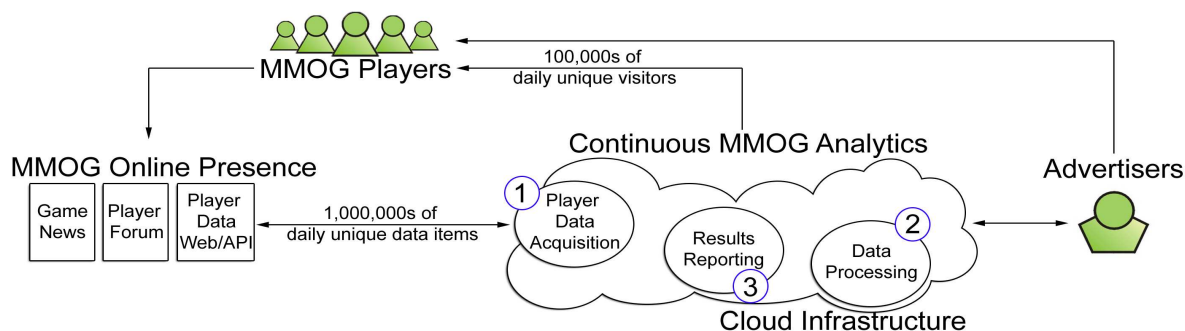 MMOG Players
100,000s of
daily unique visitors
MMOG Online Presence
Game
News
Player
Forum
Player
Data
Web/API
1,000,000s of
daily unique data items
Continuous MMOG Analytics
1
Player
Data
Acquisition
Results
Reporting
3
2
Data
Processing
Cloud Infrastructure
Advertisers